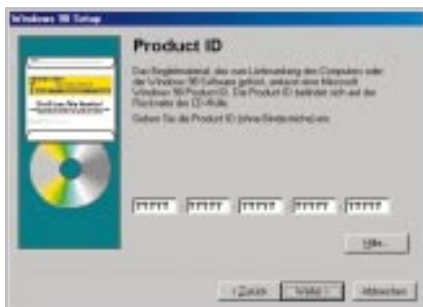 Windows 98 Setup
Product ID
Das Begleitmaterial, das zum Lieferumfang des Computers oder
der Windows 98 Software gehört, umfasst eine Microsoft
Windows 98 Product ID. Die Product ID befindet sich auf der
Rückseite der CD-Hülle.
Geben Sie die Product ID (ohne Bindestriche) ein.
Hilfe...
< Zurück
Weiter >
Abbrechen